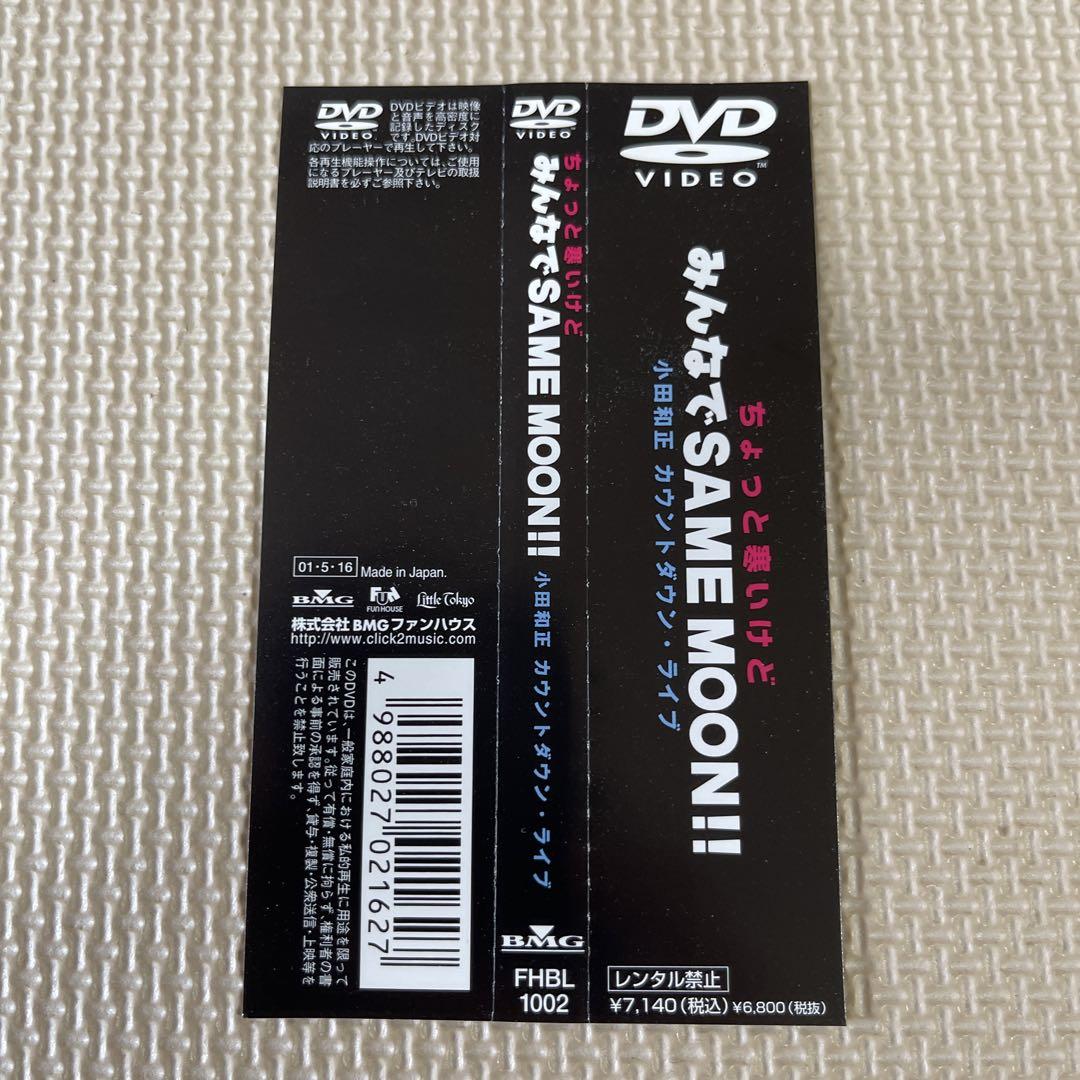 DVD
VIDEO
DVDビデオは映像
と音声を高密度に
記録したディスク
です。DVDビデオ対
応のプレーヤーで再生して下さい。
各再生機能操作については、ご使用
になるプレーヤー及びテレビの取扱
説明書を必ずご参照下さい。
01・5・16 Made in Japan.
BMG FUN HOUSE Little Tokyo
株式会社BMGファンハウス
http://www.click2music.com
このDVDは、一般家庭内における私的再生に用途を限って
販売されています。従って有償・無償に拘らず、権利者の書
面による事前の承認を得ず、貸与・複製・公衆送信・上映等を
行うことを禁止致します。
4 988027 021627
DVD
VIDEO
ちょっと寒いけど
みんなでSAME MOON!!
小田和正 カウントダウン・ライブ
BMG
FHBL
1002
DVD
VIDEO™
ちょっと寒いけど
みんなでSAME MOON!!
小田和正 カウントダウン・ライブ
レンタル禁止
¥7,140(税込) ¥6,800(税抜)